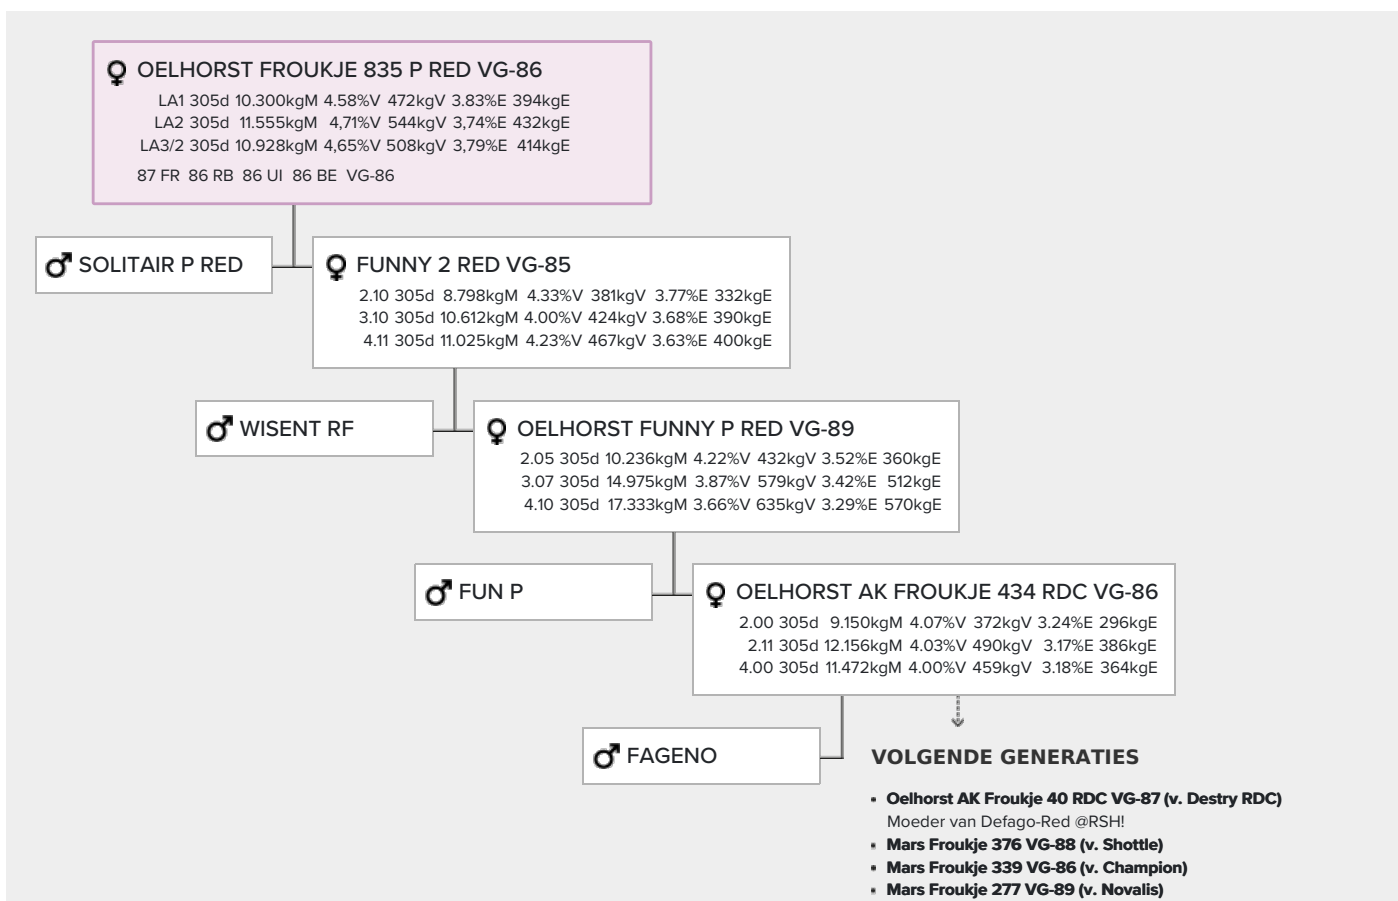 OELHORST FROUKJE 835 P RED VG-86
LA1 305d 10.300kgM 4.58%V 472kgV 3.83%E 394kgE
LA2 305d 11.555kgM 4,71%V 544kgV 3,74%E 432kgE
LA3/2 305d 10.928kgM 4,65%V 508kgV 3,79%E 414kgE
87 FR 86 RB 86 UI 86 BE VG-86
SOLITAIR P RED
FUNNY 2 RED VG-85
2.10 305d 8.798kgM 4.33%V 381kgV 3.77%E 332kgE
3.10 305d 10.612kgM 4.00%V 424kgV 3.68%E 390kgE
4.11 305d 11.025kgM 4.23%V 467kgV 3.63%E 400kgE
WISENT RF
OELHORST FUNNY P RED VG-89
2.05 305d 10.236kgM 4.22%V 432kgV 3.52%E 360kgE
3.07 305d 14.975kgM 3.87%V 579kgV 3.42%E 512kgE
4.10 305d 17.333kgM 3.66%V 635kgV 3.29%E 570kgE
FUN P
OELHORST AK FROUKJE 434 RDC VG-86
2.00 305d 9.150kgM 4.07%V 372kgV 3.24%E 296kgE
2.11 305d 12.156kgM 4.03%V 490kgV 3.17%E 386kgE
4.00 305d 11.472kgM 4.00%V 459kgV 3.18%E 364kgE
FAGENO
VOLGENDE GENERATIES
• Oelhorst AK Froukje 40 RDC VG-87 (v. Destry RDC)
Moeder van Defago-Red @RSH!
• Mars Froukje 376 VG-88 (v. Shottle)
• Mars Froukje 339 VG-86 (v. Champion)
• Mars Froukje 277 VG-89 (v. Novalis)